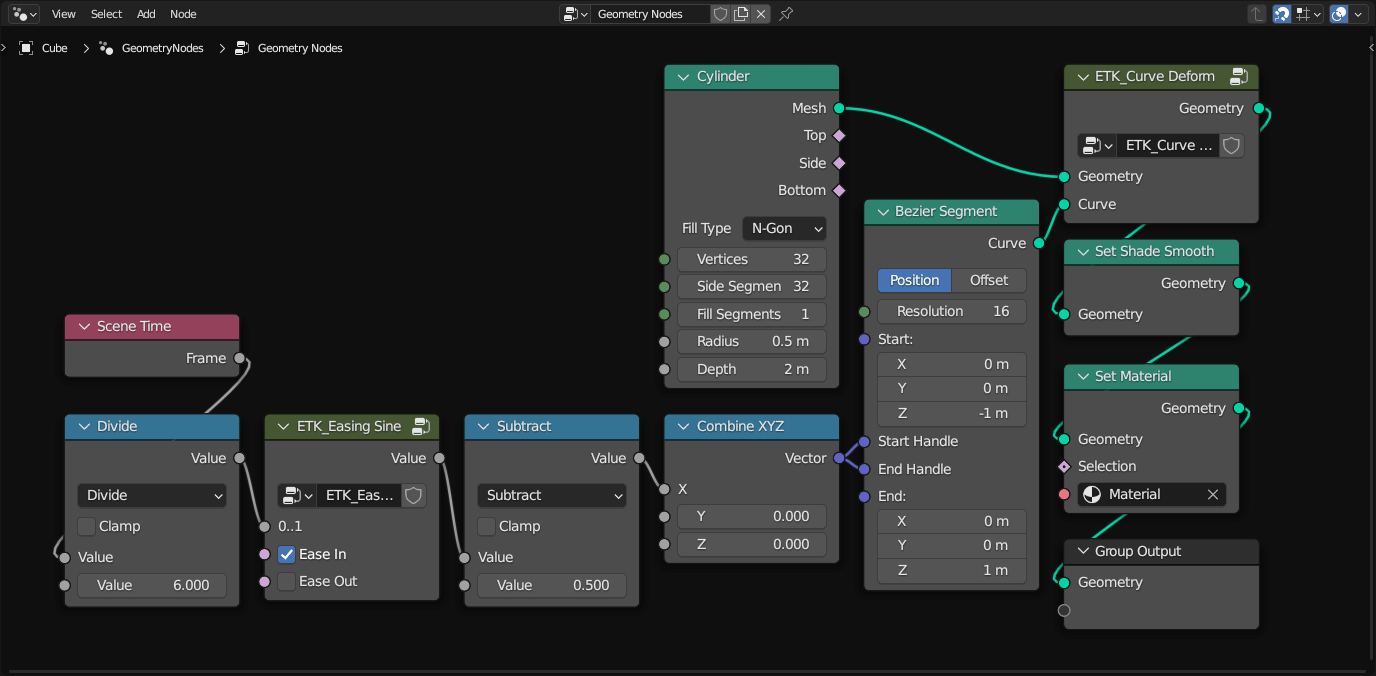 View Select Add Node
Geometry Nodes
Cube GeometryNodes Geometry Nodes
Scene Time
Frame
Divide
Value
Divide
Clamp
Value
Value 6.000
ETK_Easing Sine
Value
ETK_Eas...
0..1
Ease In
Ease Out
Subtract
Value
Subtract
Clamp
Value
Value 0.500
Cylinder
Mesh
Top
Side
Bottom
Fill Type N-Gon
Vertices 32
Side Segmen 32
Fill Segments 1
Radius 0.5 m
Depth 2 m
Combine XYZ
Vector
X
Y 0.000
Z 0.000
Bezier Segment
Curve
Position Offset
Resolution 16
Start:
X 0 m
Y 0 m
Z -1 m
Start Handle
End Handle
End:
X 0 m
Y 0 m
Z 1 m
ETK_Curve Deform
Geometry
ETK_Curve ...
Geometry
Curve
Set Shade Smooth
Geometry
Geometry
Set Material
Geometry
Geometry
Selection
Material
Group Output
Geometry